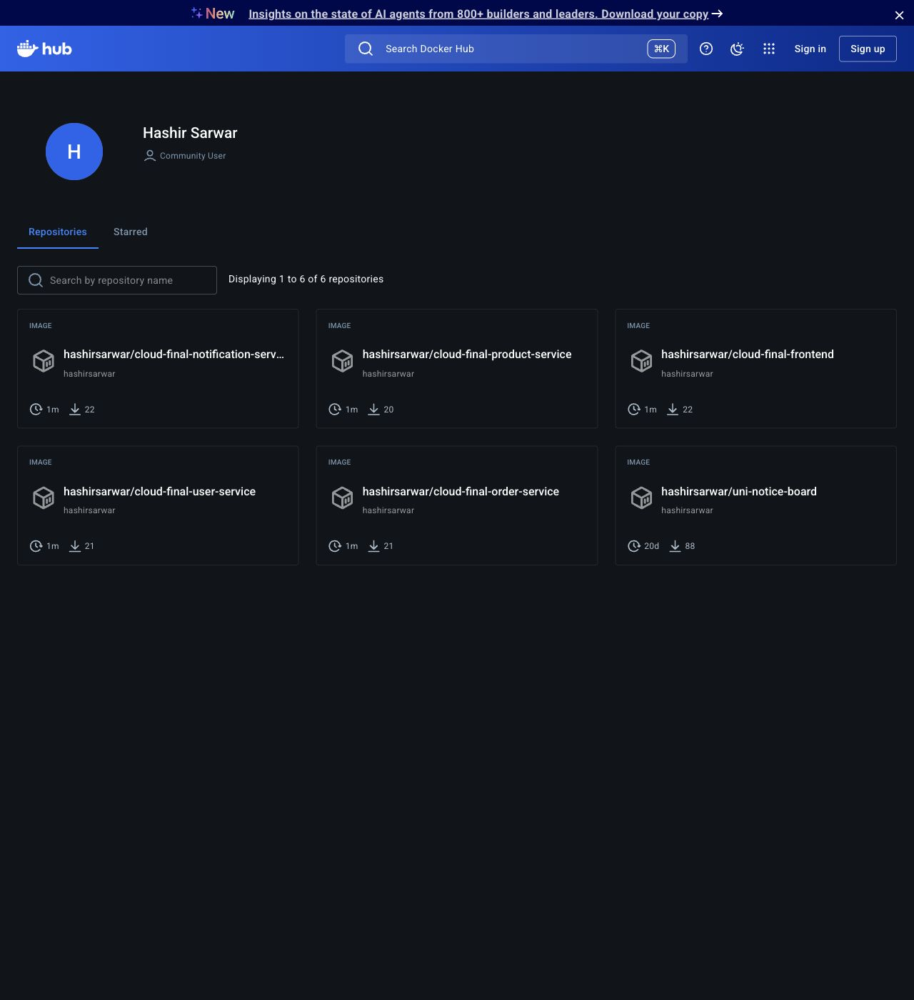 New Insights on the state of AI agents from 800+ builders and leaders. Download your copy →
hub
Search Docker Hub
⌘K
Sign in
Sign up
H
Hashir Sarwar
Community User
Repositories
Starred
Search by repository name
Displaying 1 to 6 of 6 repositories
IMAGE
hashirsarwar/cloud-final-notification-serv...
hashirsarwar
1m 22
IMAGE
hashirsarwar/cloud-final-product-service
hashirsarwar
1m 20
IMAGE
hashirsarwar/cloud-final-frontend
hashirsarwar
1m 22
IMAGE
hashirsarwar/cloud-final-user-service
hashirsarwar
1m 21
IMAGE
hashirsarwar/cloud-final-order-service
hashirsarwar
1m 21
IMAGE
hashirsarwar/uni-notice-board
hashirsarwar
20d 88